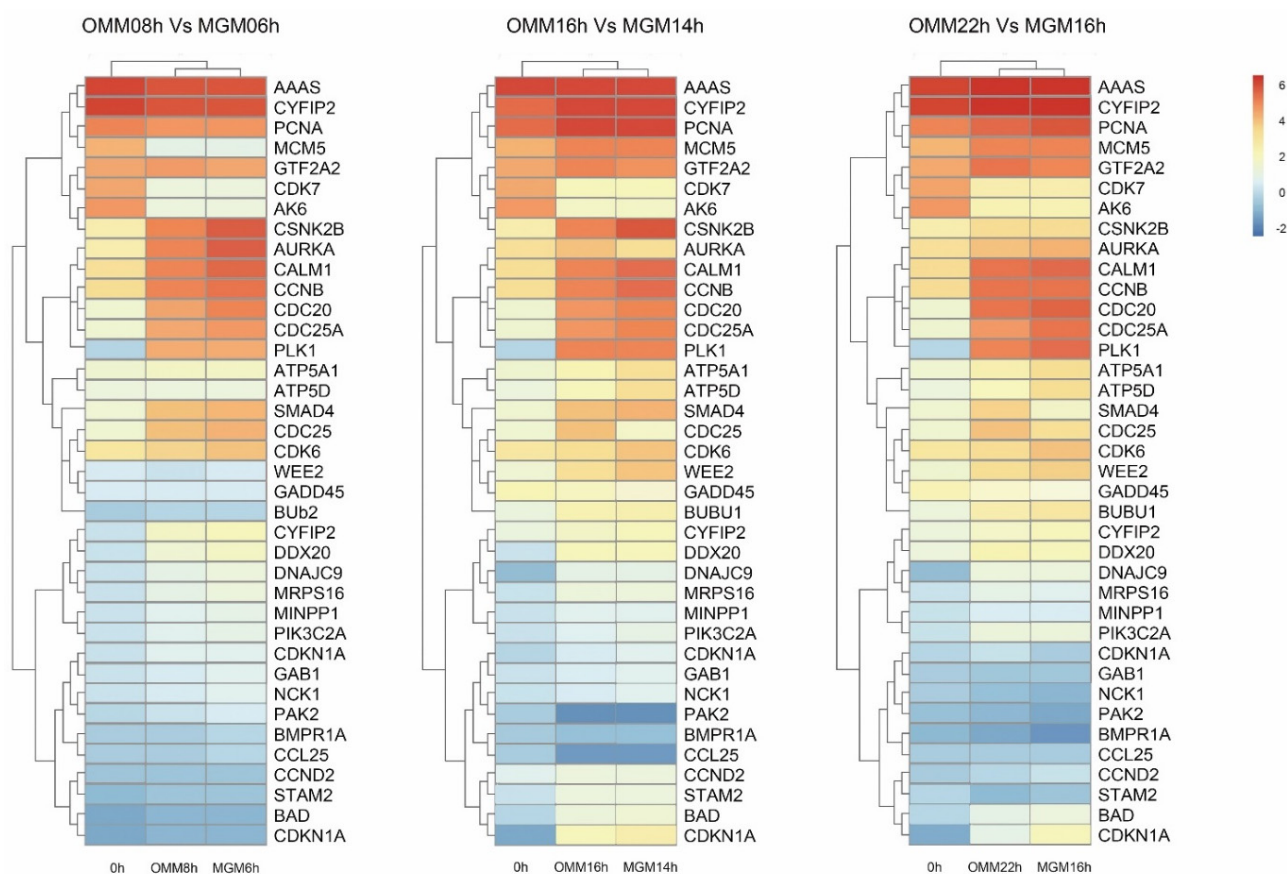 OMM08h Vs MGM06h
AAAS
CYFIP2
PCNA
MCM5
GTF2A2
CDK7
AK6
CSNK2B
AURKA
CALM1
CCNB
CDC20
CDC25A
PLK1
ATP5A1
ATP5D
SMAD4
CDC25
CDK6
WEE2
GADD45
BUb2
CYFIP2
DDX20
DNAJC9
MRPS16
MINPP1
PIK3C2A
CDKN1A
GAB1
NCK1
PAK2
BMPR1A
CCL25
CCND2
STAM2
BAD
CDKN1A
0h OMM8h MGM6h
OMM16h Vs MGM14h
AAAS
CYFIP2
PCNA
MCM5
GTF2A2
CDK7
AK6
CSNK2B
AURKA
CALM1
CCNB
CDC20
CDC25A
PLK1
ATP5A1
ATP5D
SMAD4
CDC25
CDK6
WEE2
GADD45
BUBU1
CYFIP2
DDX20
DNAJC9
MRPS16
MINPP1
PIK3C2A
CDKN1A
GAB1
NCK1
PAK2
BMPR1A
CCL25
CCND2
STAM2
BAD
CDKN1A
0h OMM16h MGM14h
OMM22h Vs MGM16h
AAAS
CYFIP2
PCNA
MCM5
GTF2A2
CDK7
AK6
CSNK2B
AURKA
CALM1
CCNB
CDC20
CDC25A
PLK1
ATP5A1
ATP5D
SMAD4
CDC25
CDK6
WEE2
GADD45
BUBU1
CYFIP2
DDX20
DNAJC9
MRPS16
MINPP1
PIK3C2A
CDKN1A
GAB1
NCK1
PAK2
BMPR1A
CCL25
CCND2
STAM2
BAD
CDKN1A
0h OMM22h MGM16h
6
4
2
0
-2